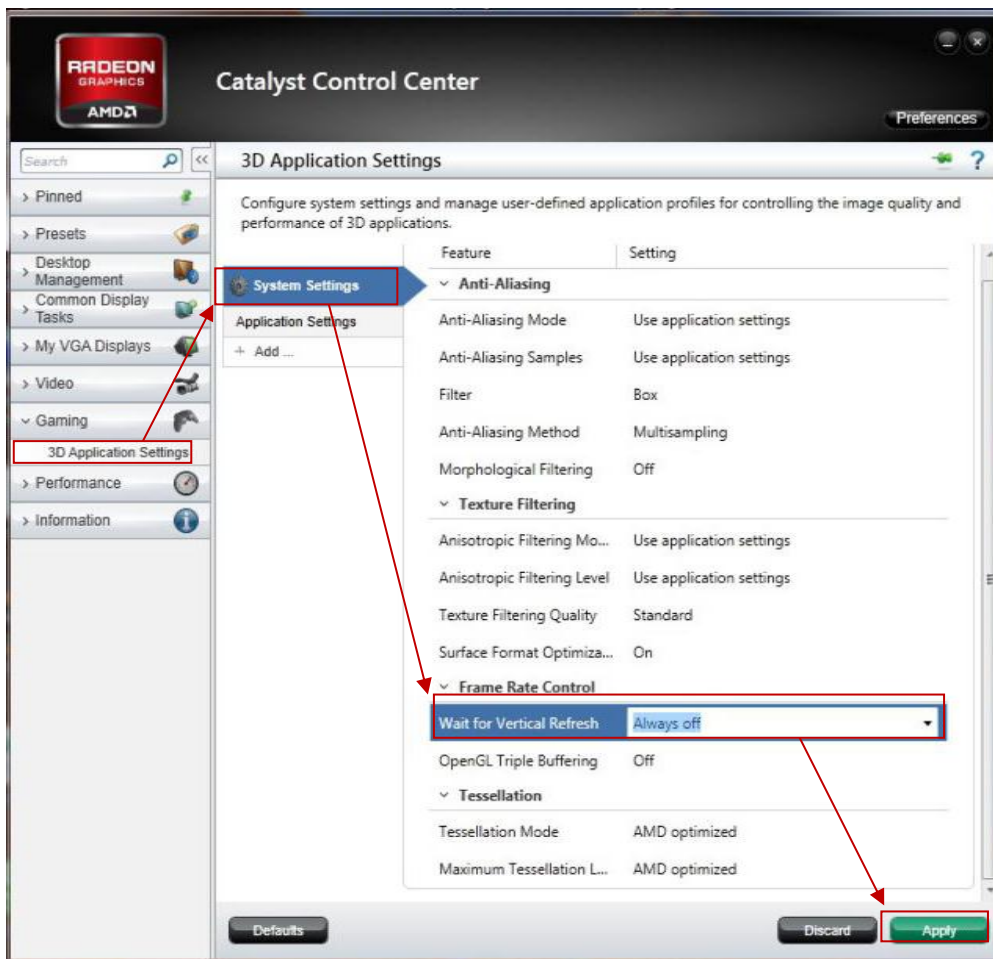 RADEON
GRAPHICS
AMD
Catalyst Control Center
Preferences
Search
3D Application Settings
Pinned
Presets
Desktop
Management
Common Display
Tasks
My VGA Displays
Video
Gaming
3D Application Settings
Performance
Information
Configure system settings and manage user-defined application profiles for controlling the image quality and
performance of 3D applications.
System Settings
Application Settings
+ Add ...
Feature Setting
Anti-Aliasing
Anti-Aliasing Mode Use application settings
Anti-Aliasing Samples Use application settings
Filter Box
Anti-Aliasing Method Multisampling
Morphological Filtering Off
Texture Filtering
Anisotropic Filtering Mo... Use application settings
Anisotropic Filtering Level Use application settings
Texture Filtering Quality Standard
Surface Format Optimiza... On
Frame Rate Control
Wait for Vertical Refresh Always off
OpenGL Triple Buffering Off
Tessellation
Tessellation Mode AMD optimized
Maximum Tessellation L... AMD optimized
Defaults
Discard
Apply